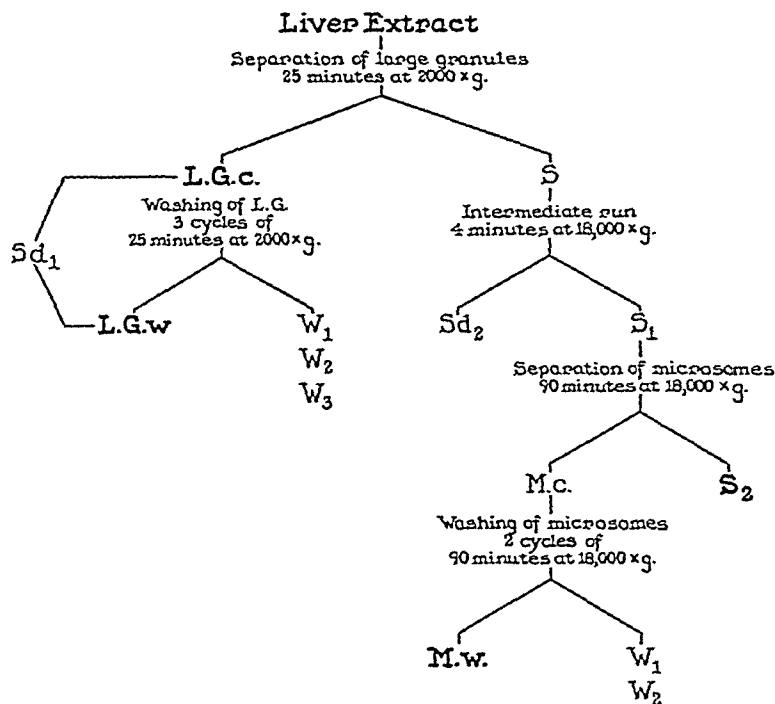 Liver Extract
Separation of large granules
25 minutes at 2000 × g.
L.G.c.
S
Washing of L.G.
3 cycles of
25 minutes at 2000 × g.
Intermediate run
4 minutes at 18,000 × g.
Sd₁
L.G.w
W₁
W₂
W₃
Sd₂
S₁
Separation of microsomes
90 minutes at 18,000 × g.
M.c.
S₂
Washing of microsomes
2 cycles of
90 minutes at 18,000 × g.
M.w.
W₁
W₂